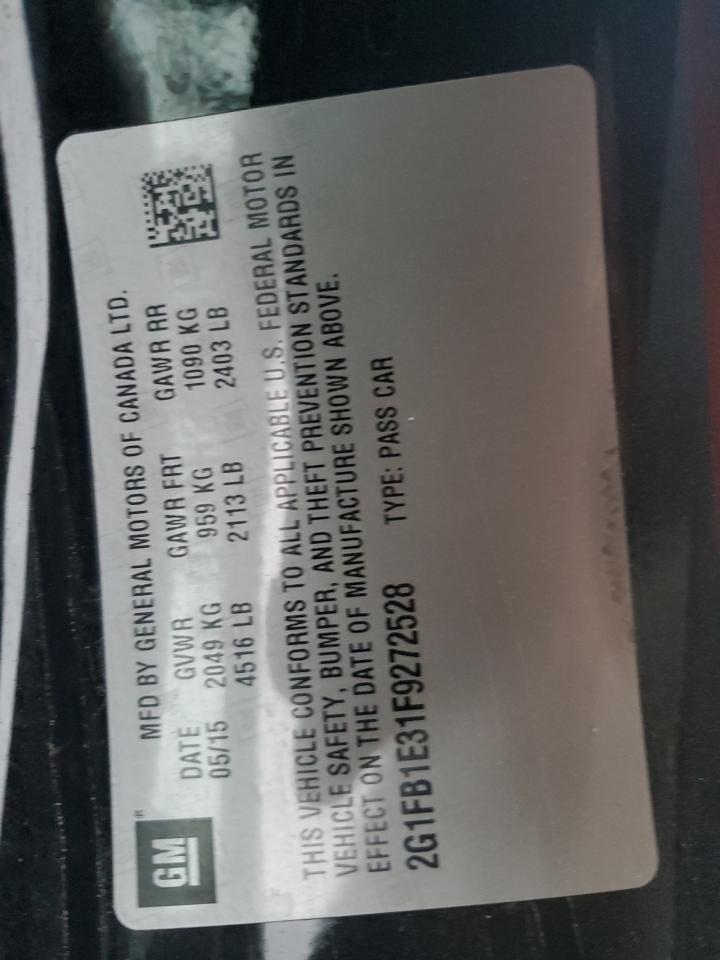 GM
MFD BY GENERAL MOTORS OF CANADA LTD.
DATE GVWR GAWR FRT GAWR RR
05/15 2049 KG 959 KG 1090 KG
4516 LB 2113 LB 2403 LB
THIS VEHICLE CONFORMS TO ALL APPLICABLE U.S. FEDERAL MOTOR
VEHICLE SAFETY, BUMPER, AND THEFT PREVENTION STANDARDS IN
EFFECT ON THE DATE OF MANUFACTURE SHOWN ABOVE.
2G1FB1E31F9272528 TYPE: PASS CAR